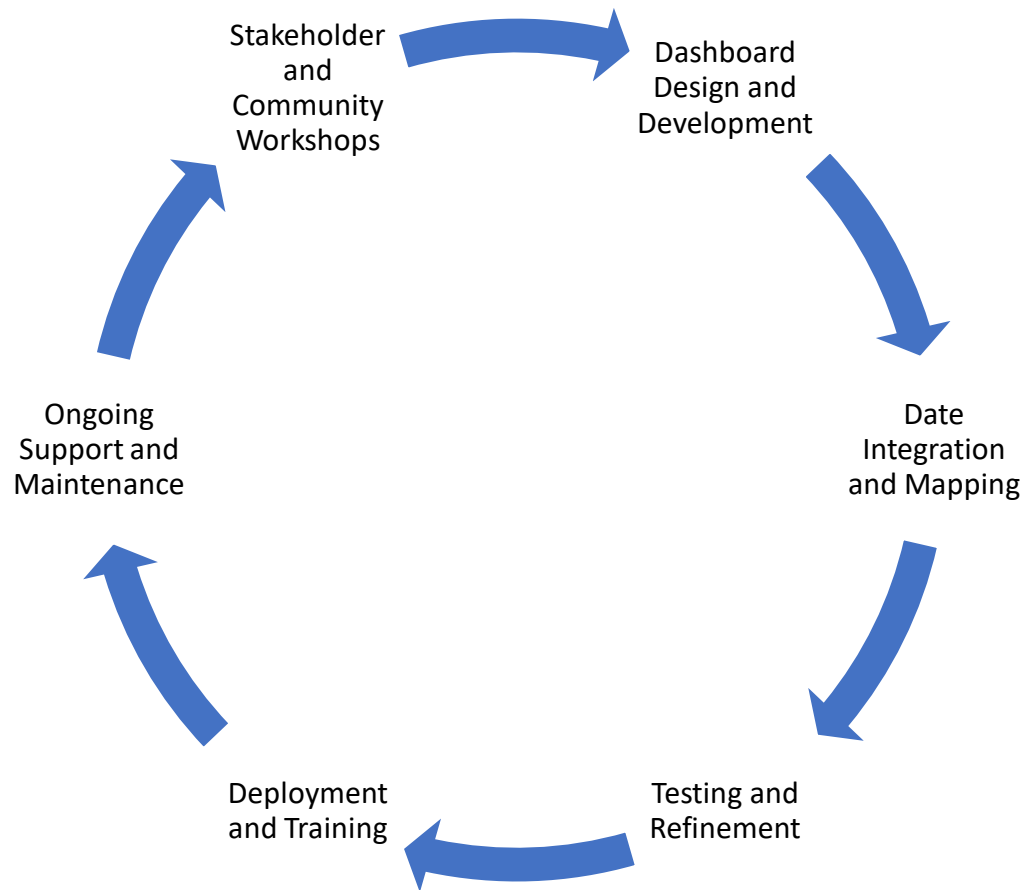 Stakeholder
and
Community
Workshops
Dashboard
Design and
Development
Date
Integration
and Mapping
Testing and
Refinement
Deployment
and Training
Ongoing
Support and
Maintenance